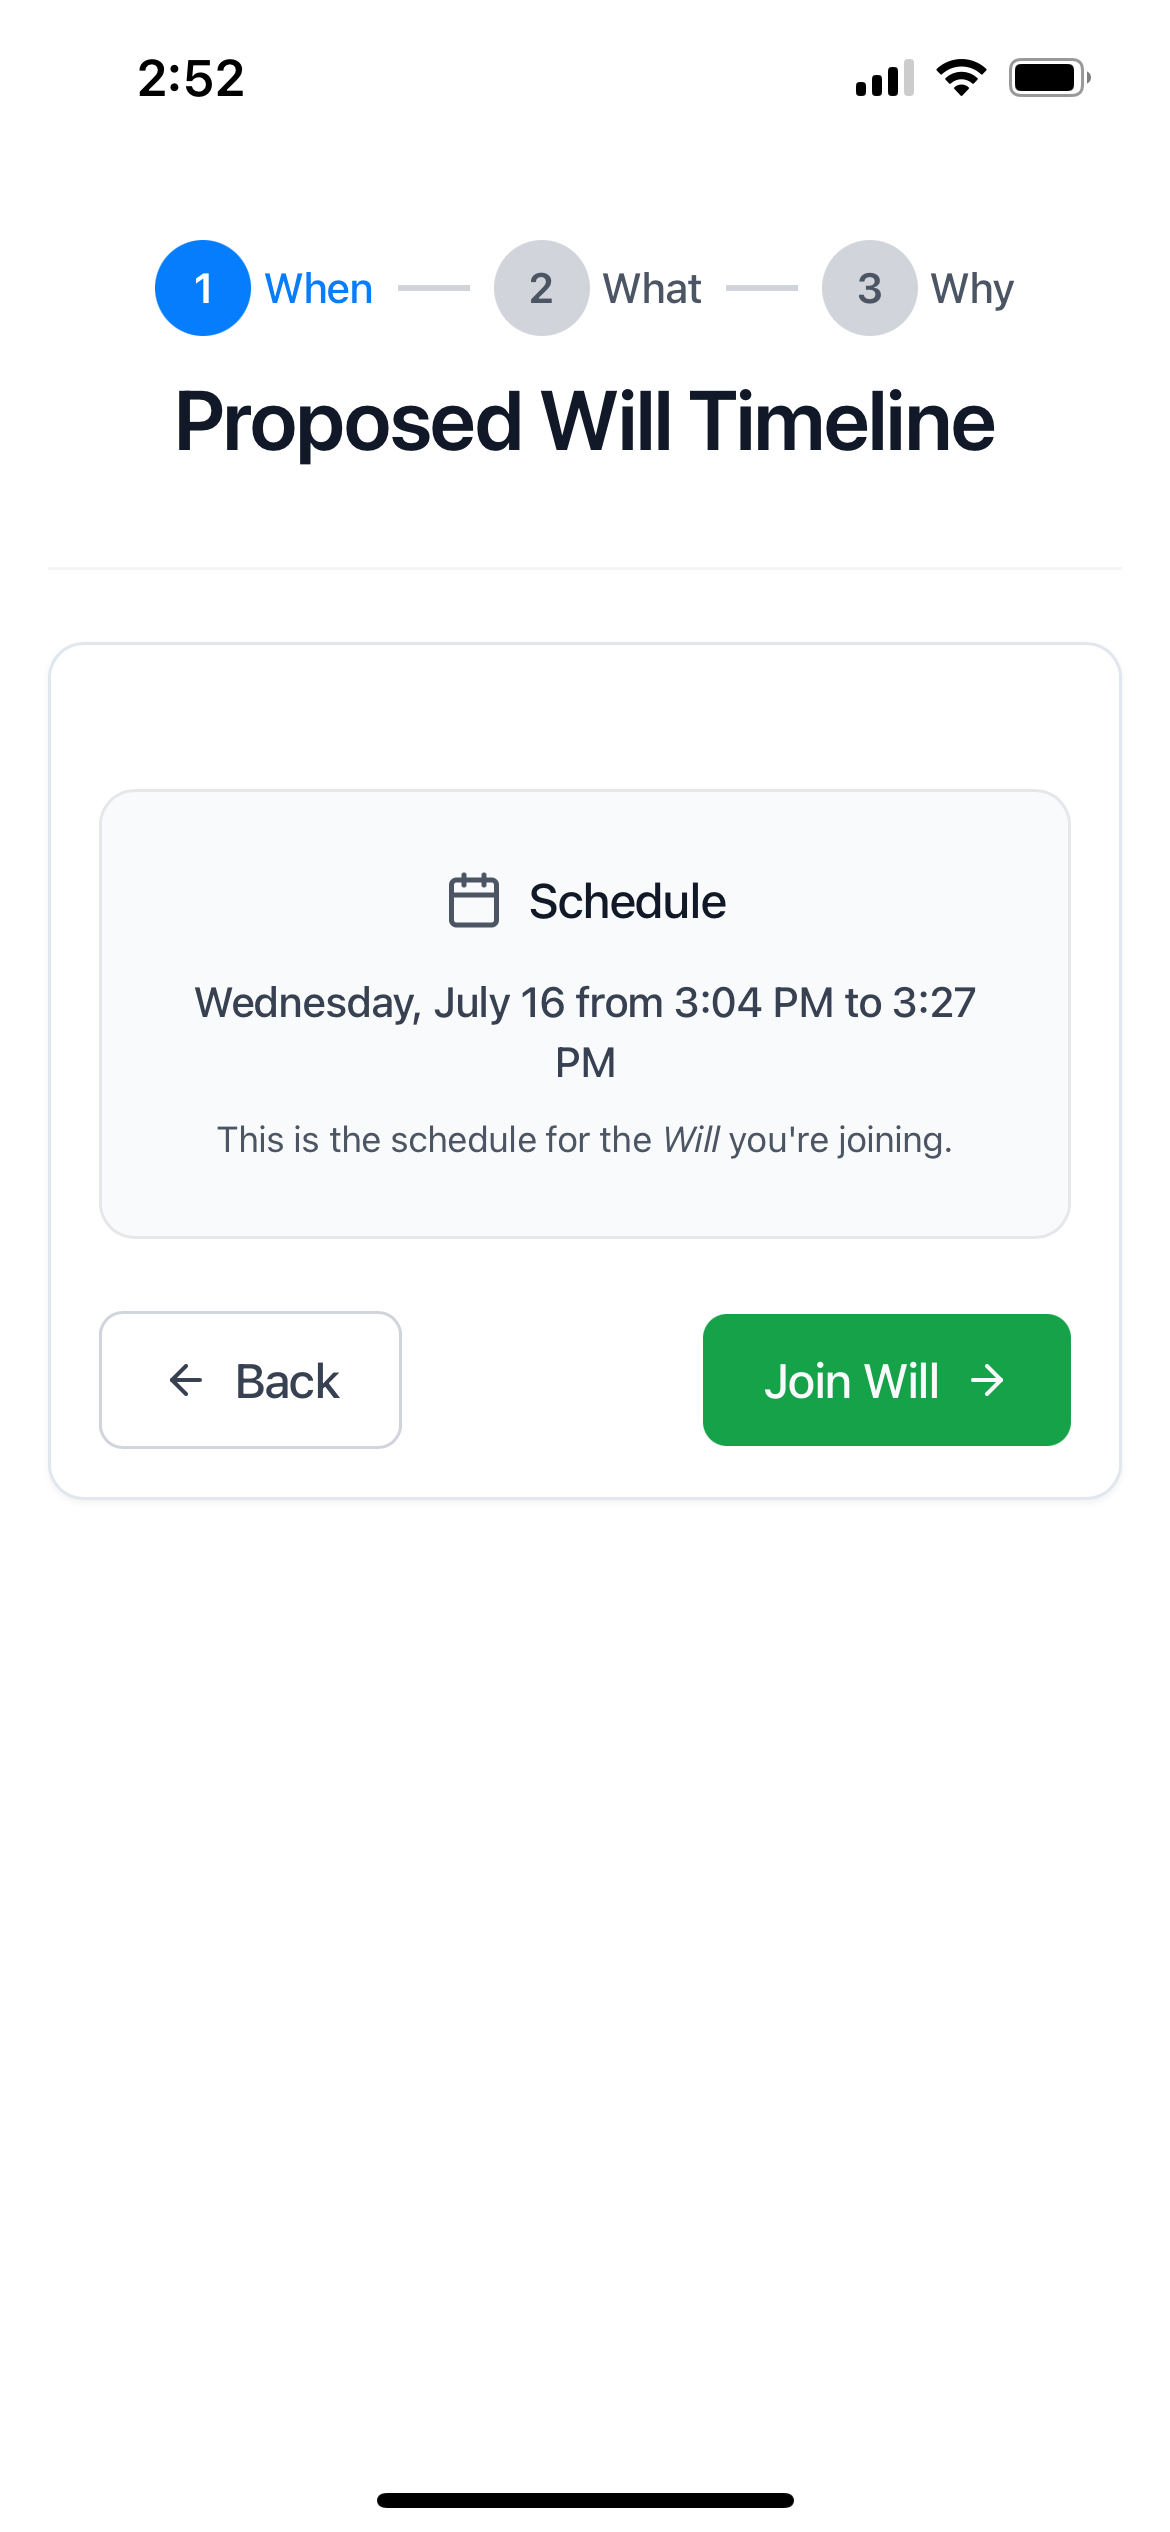 2:52
1 When 2 What 3 Why
Proposed Will Timeline
Schedule
Wednesday, July 16 from 3:04 PM to 3:27
PM
This is the schedule for the Will you're joining.
Back Join Will